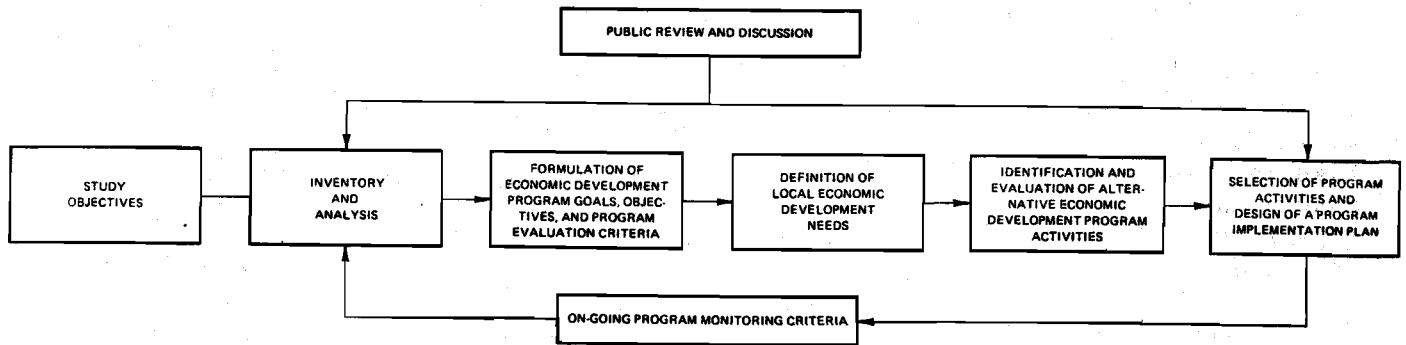 PUBLIC REVIEW AND DISCUSSION
STUDY
OBJECTIVES
INVENTORY
AND
ANALYSIS
FORMULATION OF
ECONOMIC DEVELOPMENT
PROGRAM GOALS, OBJEC-
TIVES, AND PROGRAM
EVALUATION CRITERIA
DEFINITION OF
LOCAL ECONOMIC
DEVELOPMENT
NEEDS
IDENTIFICATION AND
EVALUATION OF ALTER-
NATIVE ECONOMIC
DEVELOPMENT PROGRAM
ACTIVITIES
SELECTION OF PROGRAM
ACTIVITIES AND
DESIGN OF A PROGRAM
IMPLEMENTATION PLAN
ON-GOING PROGRAM MONITORING CRITERIA